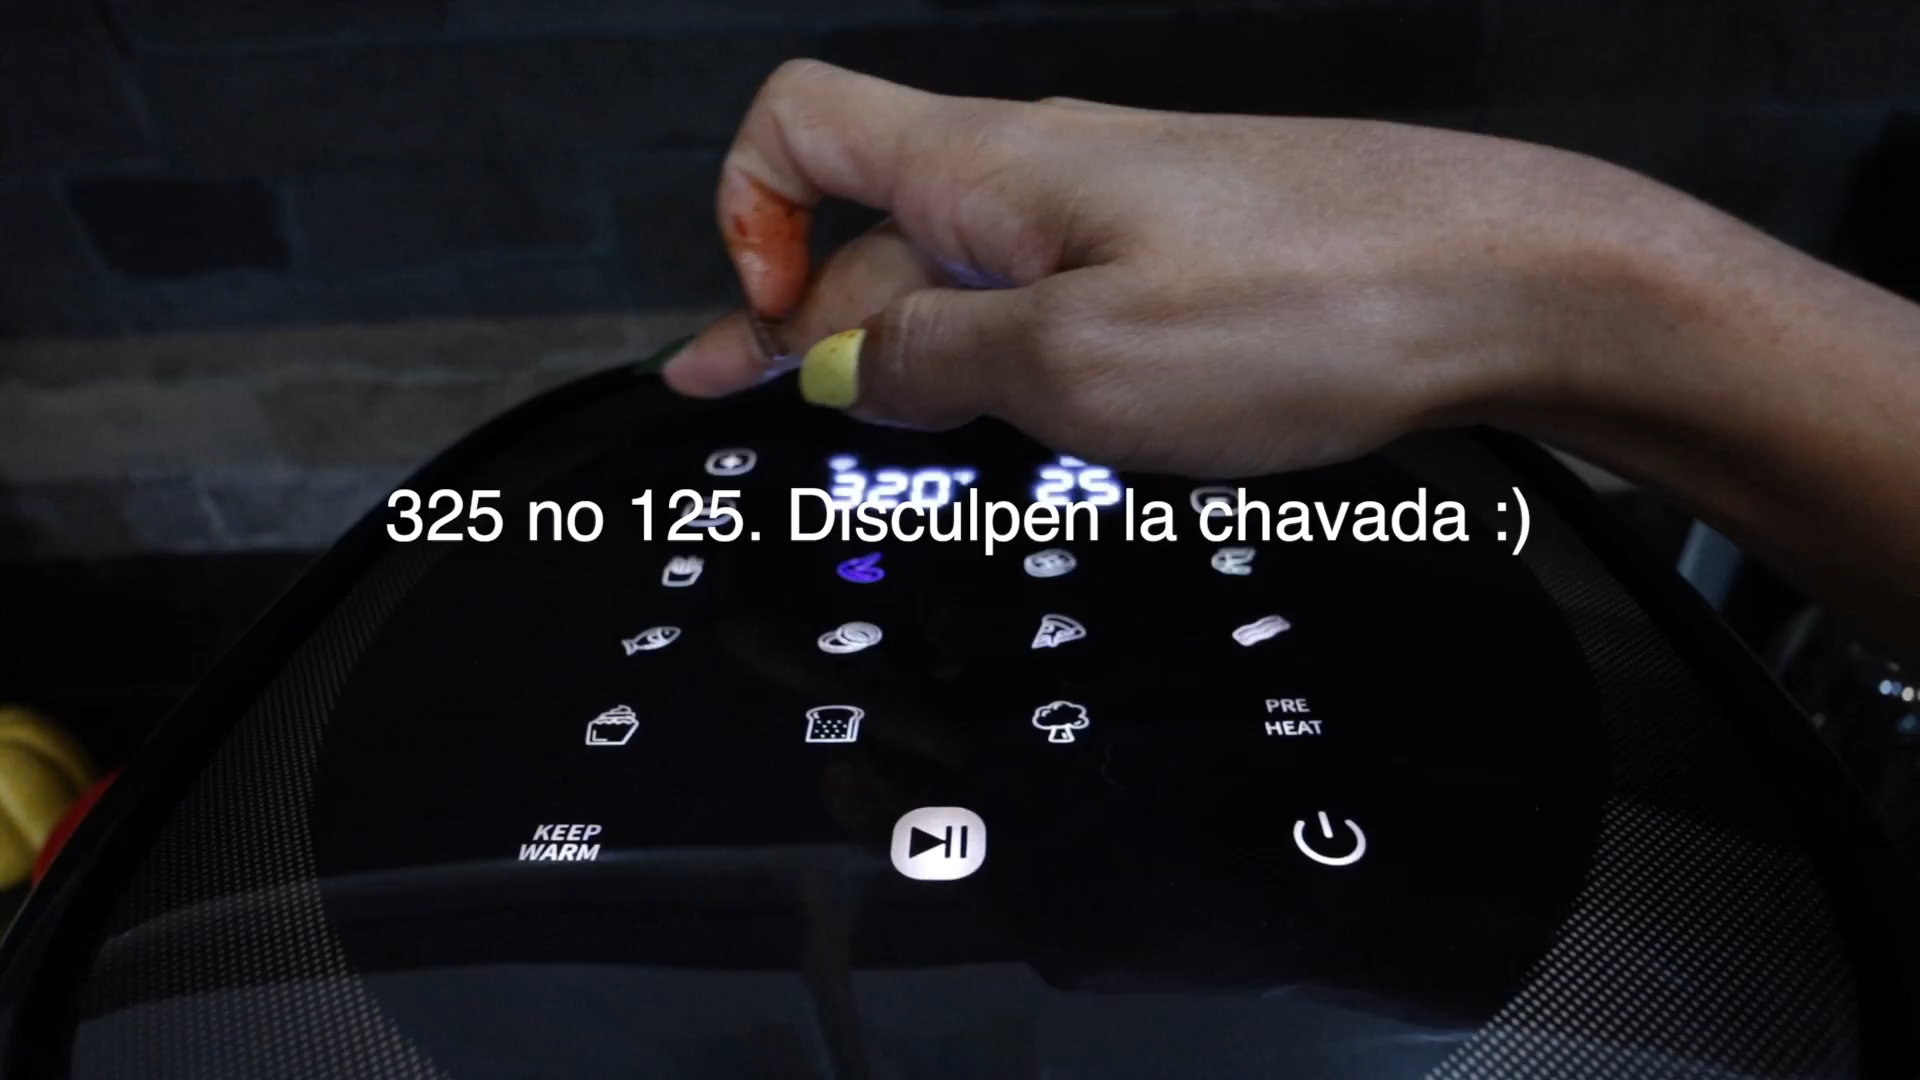 320°F 25
325 no 125. Disculpen la chavada :)
PRE
HEAT
KEEP
WARM